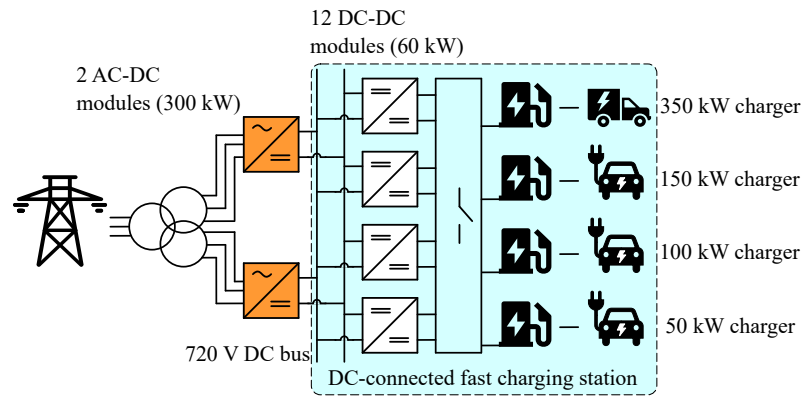 12 DC-DC
modules (60 kW)
2 AC-DC
modules (300 kW)
350 kW charger
150 kW charger
100 kW charger
50 kW charger
720 V DC bus
DC-connected fast charging station